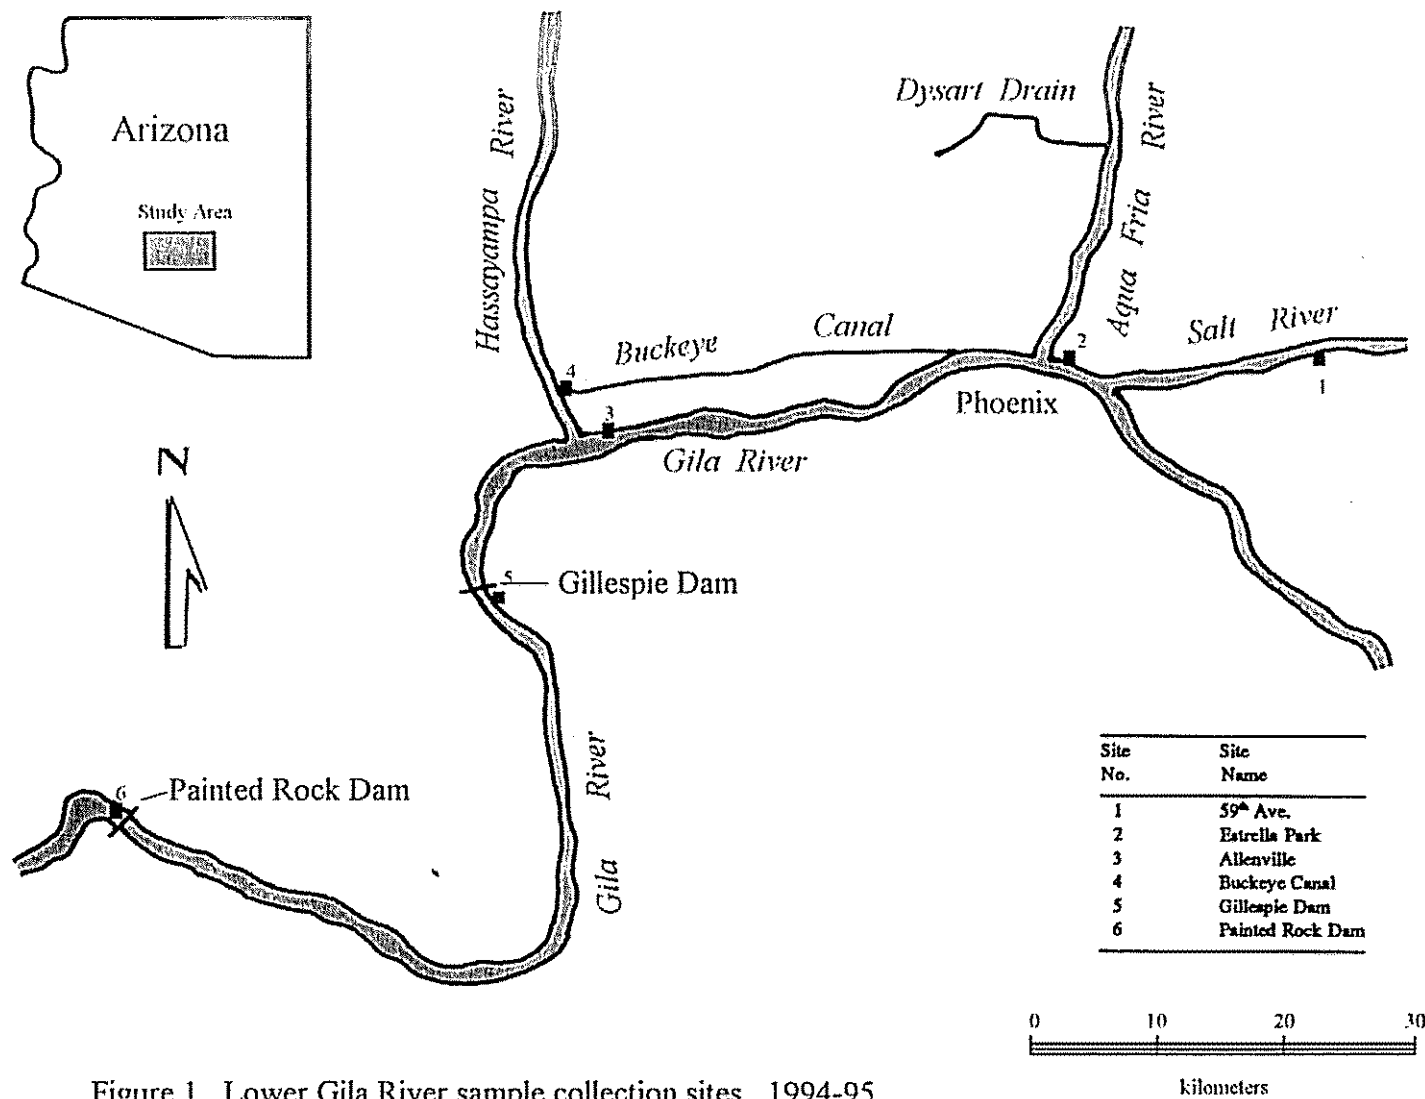 Arizona
Study Area
Hassayampa River
Dysart Drain
Aqua Fria River
Buckeye Canal
Salt River
4
2
1
3
Phoenix
Gila River
N
5
Gillespie Dam
Gila River
6
Painted Rock Dam
Site Site
No. Name
1 59th Ave.
2 Estrella Park
3 Allenville
4 Buckeye Canal
5 Gillespie Dam
6 Painted Rock Dam
0 10 20 30
kilometers
Figure 1. Lower Gila River sample collection sites, 1994-95